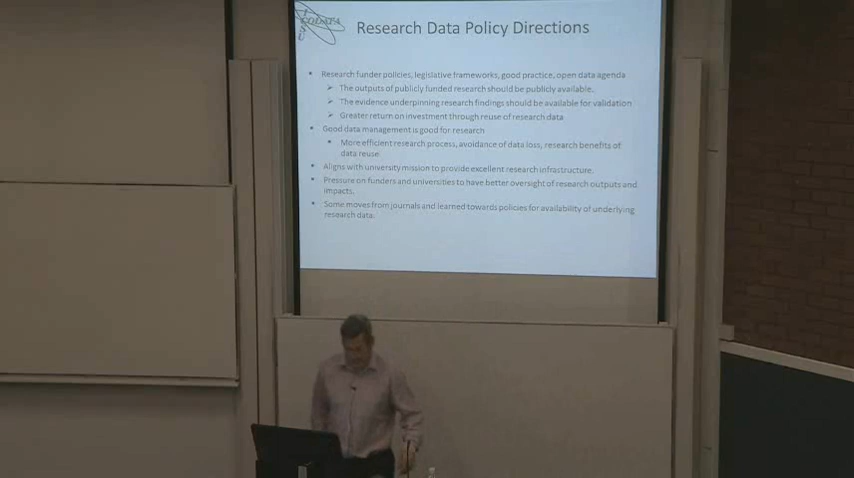 CODATA
Research Data Policy Directions
Research funder policies, legislative frameworks, good practice, open data agenda
The outputs of publicly funded research should be publicly available.
The evidence underpinning research findings should be available for validation
Greater return on investment through reuse of research data
Good data management is good for research
More efficient research process, avoidance of data loss, research benefits of
data reuse
Aligns with university mission to provide excellent research infrastructure.
Pressure on funders and universities to have better oversight of research outputs and
impacts.
Some moves from journals and learned towards policies for availability of underlying
research data.